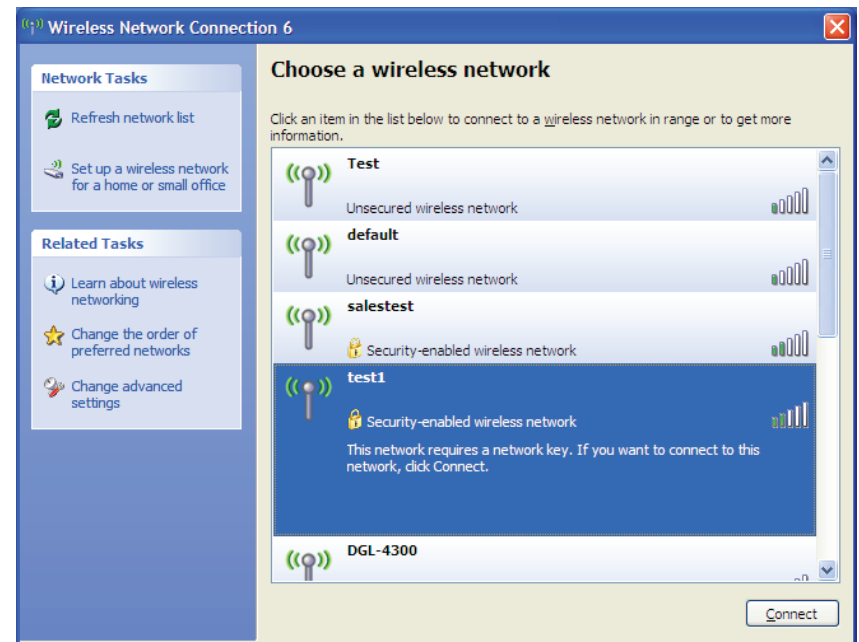 Wireless Network Connection 6
Network Tasks
Refresh network list
Set up a wireless network
for a home or small office
Related Tasks
Learn about wireless
networking
Change the order of
preferred networks
Change advanced
settings
Choose a wireless network
Click an item in the list below to connect to a wireless network in range or to get more
information.
Test
Unsecured wireless network
default
Unsecured wireless network
salestest
Security-enabled wireless network
test1
Security-enabled wireless network
This network requires a network key. If you want to connect to this
network, click Connect.
DGL-4300
Connect